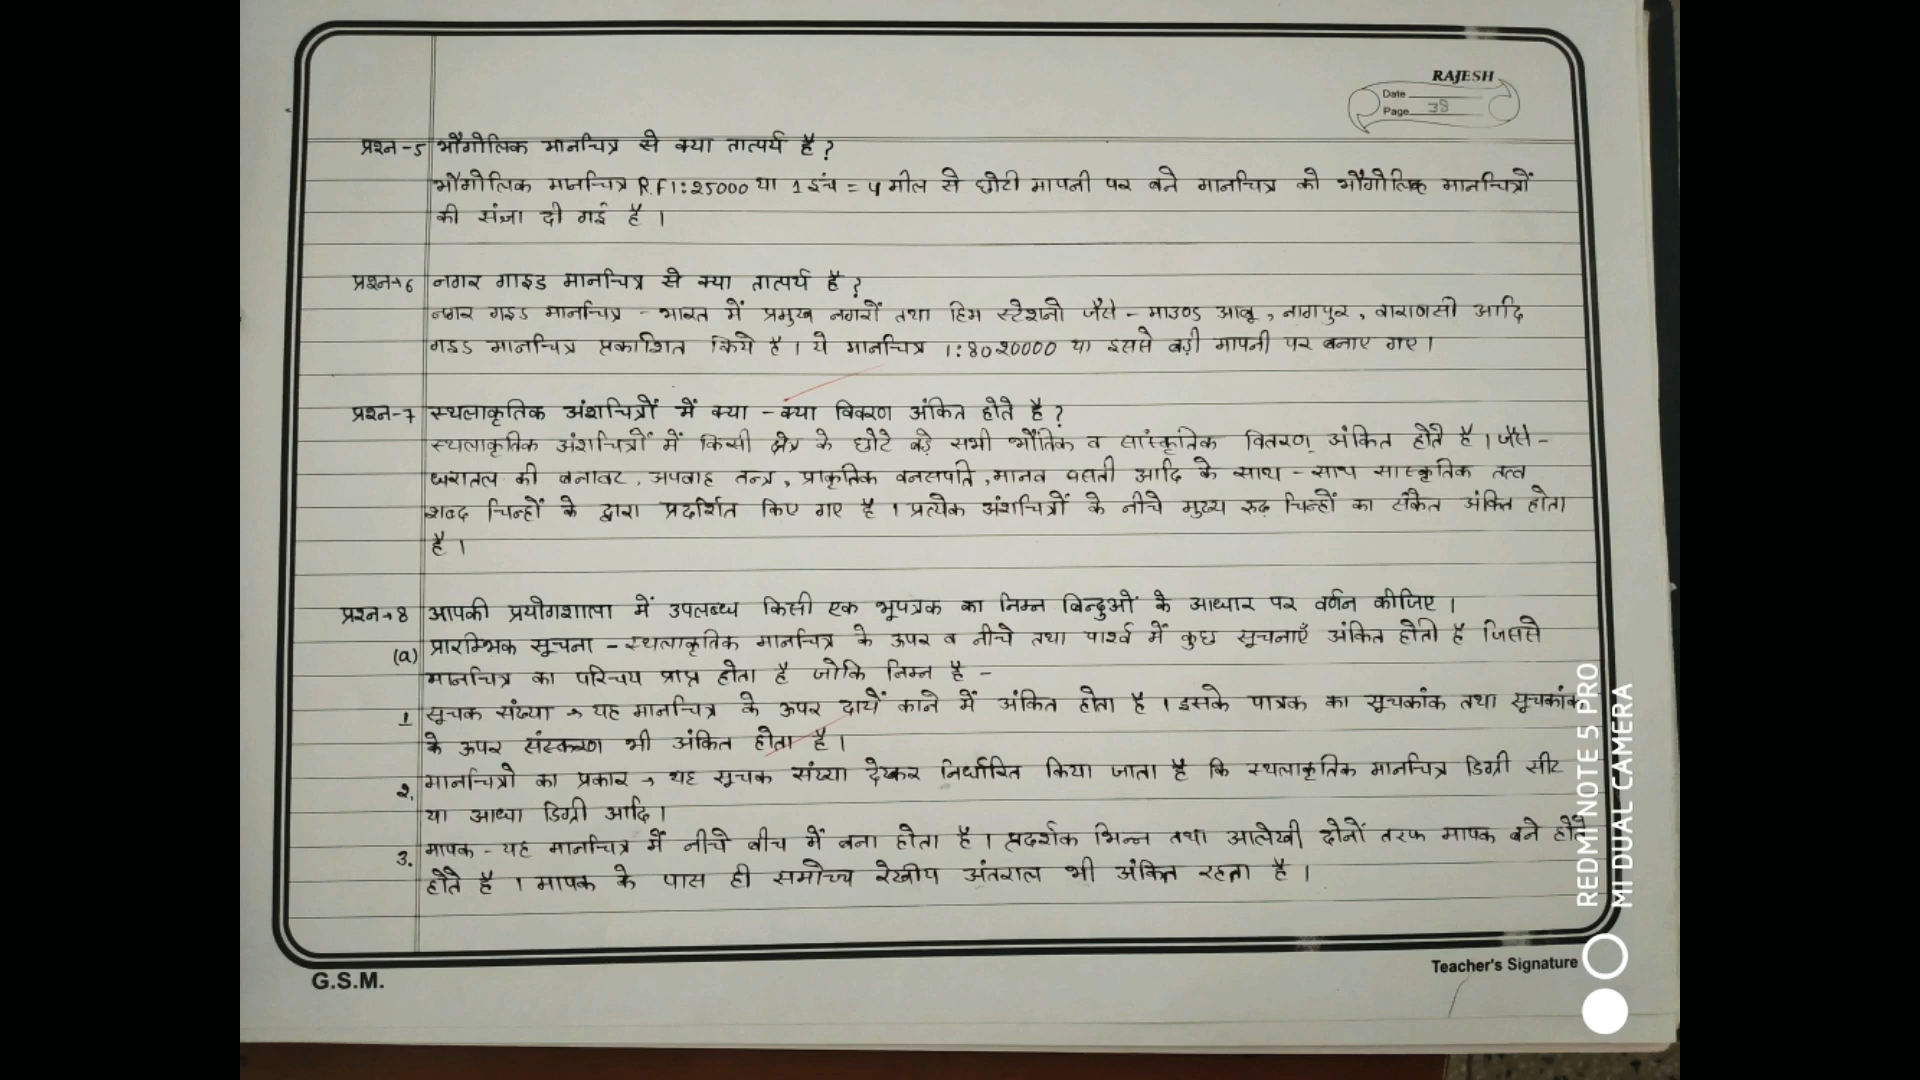 RAJESH
Date
Page 38
प्रश्न-5 भौगोलिक मानचित्र से क्या तात्पर्य है ?
भौगोलिक मानचित्र R.F 1:25000 या 1 इंच = 4 मील से छोटी मापनी पर बने मानचित्र को भौगोलिक मानचित्रों
की संज्ञा दी गई है ।
प्रश्न→6 नगर गाइड मानचित्र से क्या तात्पर्य है ?
नगर गाइड मानचित्र - भारत में प्रमुख नगरों तथा हिम स्टेशनो जैसे - माउण्ड आबू , नागपुर , वाराणसी आदि
गाइड मानचित्र प्रकाशित किये है । ये मानचित्र 1:8020000 या इससे बड़ी मापनी पर बनाए गए ।
प्रश्न-7 स्थलाकृतिक अंशचित्रों में क्या - क्या विवरण अंकित होते है ?
स्थलाकृतिक अंशचित्रों में किसी क्षेत्र के छोटे बड़े सभी भौतिक व सांस्कृतिक वितरण अंकित होते है । जैसे -
धरातल की बनावट , अपवाह तन्त्र , प्राकृतिक वनस्पति , मानव बस्ती आदि के साथ - साथ सास्कृतिक तत्व
शब्द चिन्हों के द्वारा प्रदर्शित किए गए है । प्रत्येक अंशचित्रों के नीचे मुख्य रुढ़ चिन्हों का संकेत अंकित होता
है ।
प्रश्न→8 आपकी प्रयोगशाला में उपलब्ध किसी एक भूपत्रक का निम्न बिन्दुओं के आधार पर वर्णन कीजिए ।
(a) प्रारम्भिक सूचना - स्थलाकृतिक मानचित्र के ऊपर व नीचे तथा पार्श्व में कुछ सूचनाएँ अंकित होती है जिससे
मानचित्र का परिचय प्राप्त होता है जोकि निम्न है -
1 सूचक संख्या → यह मानचित्र के ऊपर दायें काने में अंकित होता है । इसके पात्रक का सूचकांक तथा सूचकांक
के ऊपर संस्करण भी अंकित होता है ।
2. मानचित्रो का प्रकार → यह सूचक संख्या देखकर निर्धारित किया जाता है कि स्थलाकृतिक मानचित्र डिग्री सीट
या आधा डिग्री आदि ।
3. मापक - यह मानचित्र में नीचे बीच में बना होता है । प्रदर्शक भिन्न तथा आलेखी दोनों तरफ मापक बने होते
होते है । मापक के पास ही समोच्च रेखीय अंतराल भी अंकित रहता है ।
G.S.M.
Teacher's Signature
REDMI NOTE 5 PRO
MI DUAL CAMERA